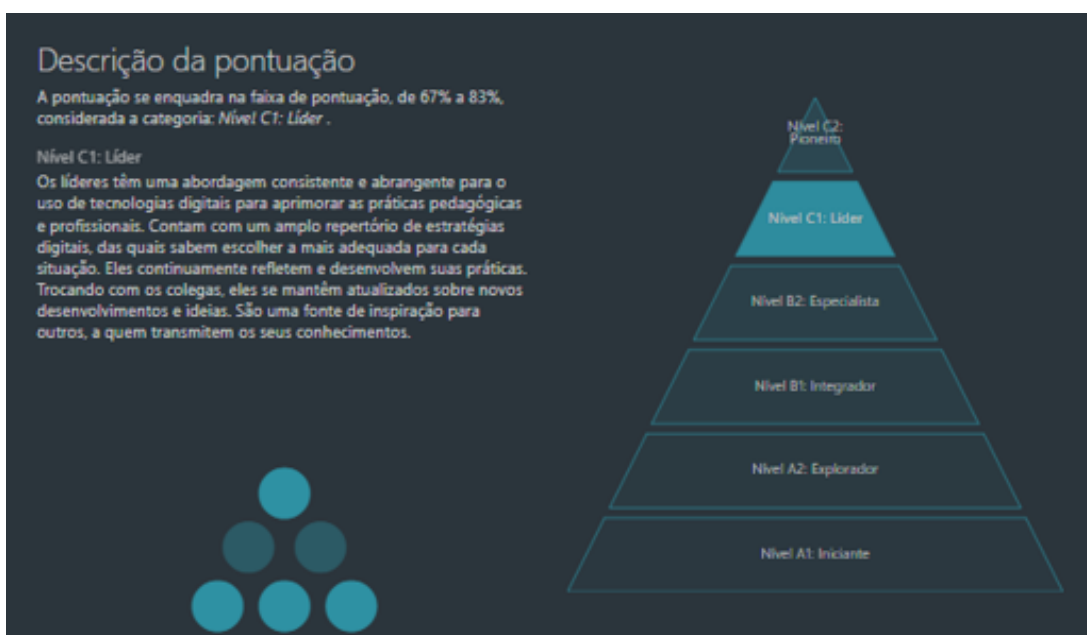 Descrição da pontuação
A pontuação se enquadra na faixa de pontuação, de 67% a 83%,
considerada a categoria: Nível C1: Líder .
Nível C1: Líder
Os líderes têm uma abordagem consistente e abrangente para o
uso de tecnologias digitais para aprimorar as práticas pedagógicas
e profissionais. Contam com um amplo repertório de estratégias
digitais, das quais sabem escolher a mais adequada para cada
situação. Eles continuamente refletem e desenvolvem suas práticas.
Trocando com os colegas, eles se mantêm atualizados sobre novos
desenvolvimentos e ideias. São uma fonte de inspiração para
outros, a quem transmitem os seus conhecimentos.
Nível C2:
Pioneiro
Nível C1: Líder
Nível B2: Especialista
Nível B1: Integrador
Nível A2: Explorador
Nível A1: Iniciante